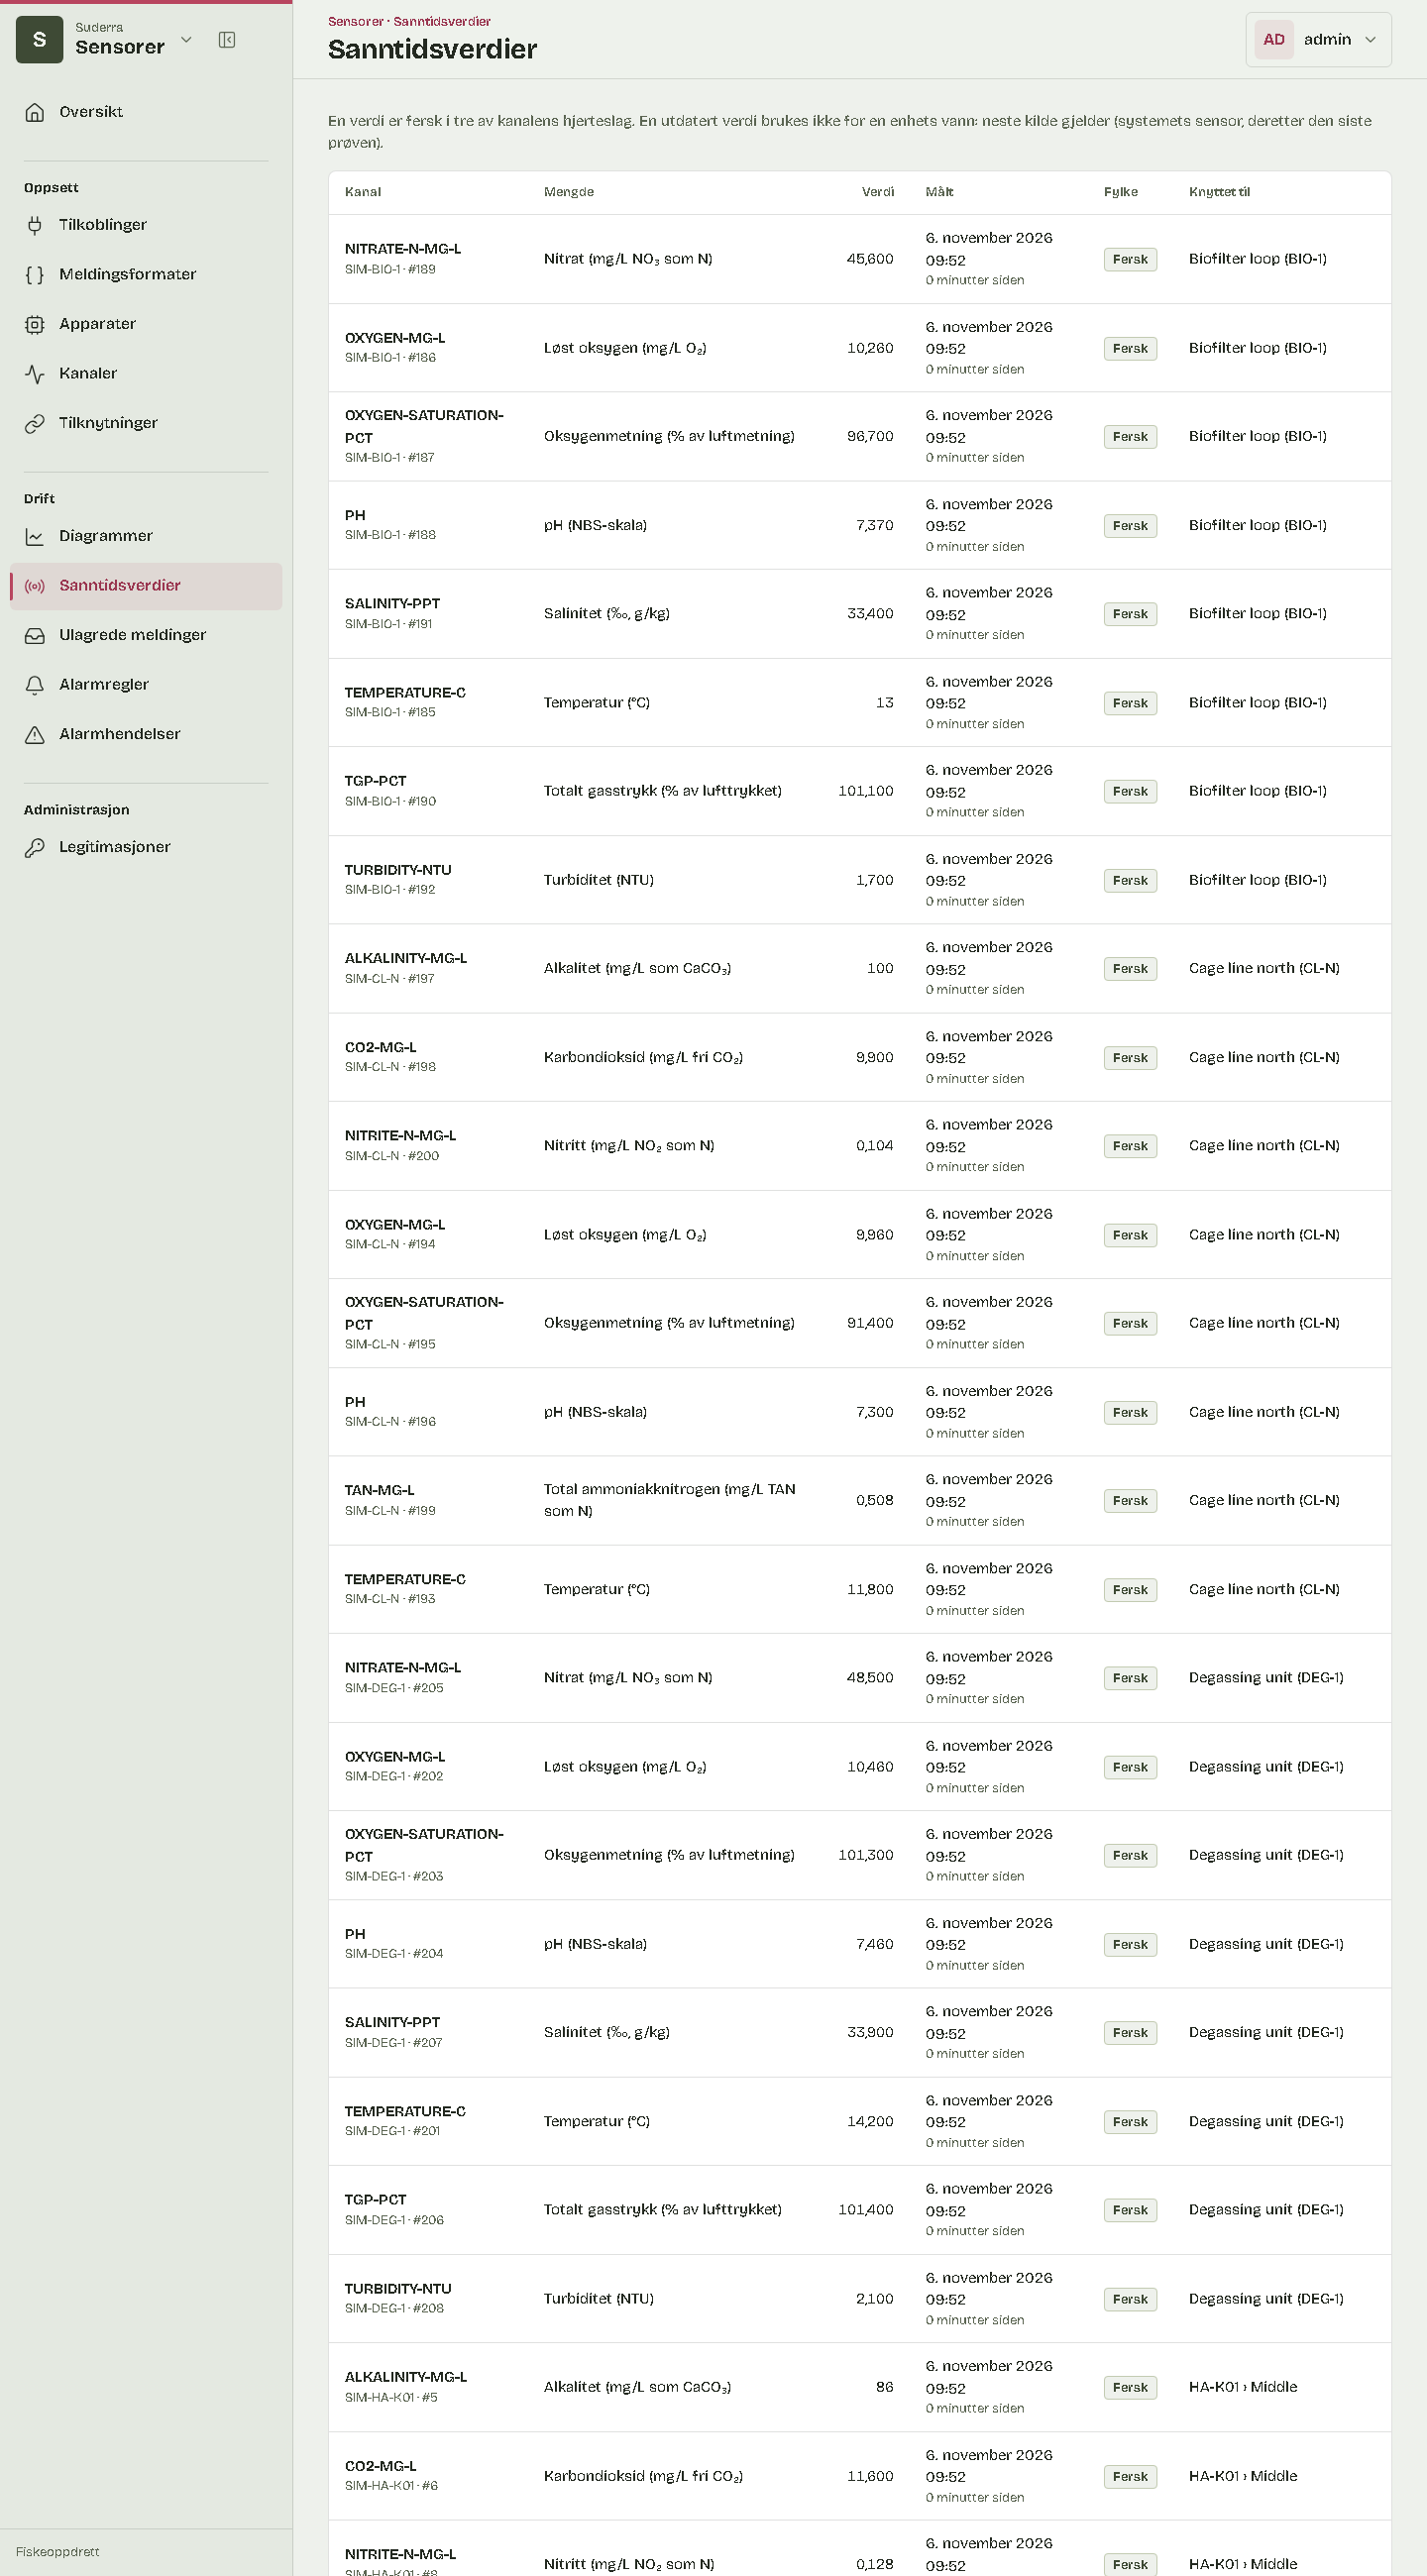 Suderra
Sensorer
Oversikt
Oppsett
Tilkoblinger
Meldingsformater
Apparater
Kanaler
Tilknytninger
Drift
Diagrammer
Sanntidsverdier
Ulagrede meldinger
Alarmregler
Alarmhendelser
Administrasjon
Legitimasjoner
Fiskeoppdrett
Sensorer · Sanntidsverdier
Sanntidsverdier
AD admin
En verdi er fersk i tre av kanalens hjerteslag. En utdatert verdi brukes ikke for en enhets vann: neste kilde gjelder (systemets sensor, deretter den siste
prøven).
Kanal Mengde Verdi Målt Fylke Knyttet til
NITRATE-N-MG-L
SIM-BIO-1 · #189
Nitrat (mg/L NO₃ som N)
45,600
6. november 2026
09:52
0 minutter siden
Fersk
Biofilter loop (BIO-1)
OXYGEN-MG-L
SIM-BIO-1 · #186
Løst oksygen (mg/L O₂)
10,260
6. november 2026
09:52
0 minutter siden
Fersk
Biofilter loop (BIO-1)
OXYGEN-SATURATION-
PCT
SIM-BIO-1 · #187
Oksygenmetning (% av luftmetning)
96,700
6. november 2026
09:52
0 minutter siden
Fersk
Biofilter loop (BIO-1)
PH
SIM-BIO-1 · #188
pH (NBS-skala)
7,370
6. november 2026
09:52
0 minutter siden
Fersk
Biofilter loop (BIO-1)
SALINITY-PPT
SIM-BIO-1 · #191
Salinitet (‰, g/kg)
33,400
6. november 2026
09:52
0 minutter siden
Fersk
Biofilter loop (BIO-1)
TEMPERATURE-C
SIM-BIO-1 · #185
Temperatur (°C)
13
6. november 2026
09:52
0 minutter siden
Fersk
Biofilter loop (BIO-1)
TGP-PCT
SIM-BIO-1 · #190
Totalt gasstrykk (% av lufttrykket)
101,100
6. november 2026
09:52
0 minutter siden
Fersk
Biofilter loop (BIO-1)
TURBIDITY-NTU
SIM-BIO-1 · #192
Turbiditet (NTU)
1,700
6. november 2026
09:52
0 minutter siden
Fersk
Biofilter loop (BIO-1)
ALKALINITY-MG-L
SIM-CL-N · #197
Alkalitet (mg/L som CaCO₃)
100
6. november 2026
09:52
0 minutter siden
Fersk
Cage line north (CL-N)
CO2-MG-L
SIM-CL-N · #198
Karbondioksid (mg/L fri CO₂)
9,900
6. november 2026
09:52
0 minutter siden
Fersk
Cage line north (CL-N)
NITRITE-N-MG-L
SIM-CL-N · #200
Nitritt (mg/L NO₂ som N)
0,104
6. november 2026
09:52
0 minutter siden
Fersk
Cage line north (CL-N)
OXYGEN-MG-L
SIM-CL-N · #194
Løst oksygen (mg/L O₂)
9,960
6. november 2026
09:52
0 minutter siden
Fersk
Cage line north (CL-N)
OXYGEN-SATURATION-
PCT
SIM-CL-N · #195
Oksygenmetning (% av luftmetning)
91,400
6. november 2026
09:52
0 minutter siden
Fersk
Cage line north (CL-N)
PH
SIM-CL-N · #196
pH (NBS-skala)
7,300
6. november 2026
09:52
0 minutter siden
Fersk
Cage line north (CL-N)
TAN-MG-L
SIM-CL-N · #199
Total ammoniakknitrogen (mg/L TAN
som N)
0,508
6. november 2026
09:52
0 minutter siden
Fersk
Cage line north (CL-N)
TEMPERATURE-C
SIM-CL-N · #193
Temperatur (°C)
11,800
6. november 2026
09:52
0 minutter siden
Fersk
Cage line north (CL-N)
NITRATE-N-MG-L
SIM-DEG-1 · #205
Nitrat (mg/L NO₃ som N)
48,500
6. november 2026
09:52
0 minutter siden
Fersk
Degassing unit (DEG-1)
OXYGEN-MG-L
SIM-DEG-1 · #202
Løst oksygen (mg/L O₂)
10,460
6. november 2026
09:52
0 minutter siden
Fersk
Degassing unit (DEG-1)
OXYGEN-SATURATION-
PCT
SIM-DEG-1 · #203
Oksygenmetning (% av luftmetning)
101,300
6. november 2026
09:52
0 minutter siden
Fersk
Degassing unit (DEG-1)
PH
SIM-DEG-1 · #204
pH (NBS-skala)
7,460
6. november 2026
09:52
0 minutter siden
Fersk
Degassing unit (DEG-1)
SALINITY-PPT
SIM-DEG-1 · #207
Salinitet (‰, g/kg)
33,900
6. november 2026
09:52
0 minutter siden
Fersk
Degassing unit (DEG-1)
TEMPERATURE-C
SIM-DEG-1 · #201
Temperatur (°C)
14,200
6. november 2026
09:52
0 minutter siden
Fersk
Degassing unit (DEG-1)
TGP-PCT
SIM-DEG-1 · #206
Totalt gasstrykk (% av lufttrykket)
101,400
6. november 2026
09:52
0 minutter siden
Fersk
Degassing unit (DEG-1)
TURBIDITY-NTU
SIM-DEG-1 · #208
Turbiditet (NTU)
2,100
6. november 2026
09:52
0 minutter siden
Fersk
Degassing unit (DEG-1)
ALKALINITY-MG-L
SIM-HA-K01 · #5
Alkalitet (mg/L som CaCO₃)
86
6. november 2026
09:52
0 minutter siden
Fersk
HA-K01 › Middle
CO2-MG-L
SIM-HA-K01 · #6
Karbondioksid (mg/L fri CO₂)
11,600
6. november 2026
09:52
0 minutter siden
Fersk
HA-K01 › Middle
NITRITE-N-MG-L
SIM-HA-K01 · #8
Nitritt (mg/L NO₂ som N)
0,128
6. november 2026
09:52
Fersk
HA-K01 › Middle